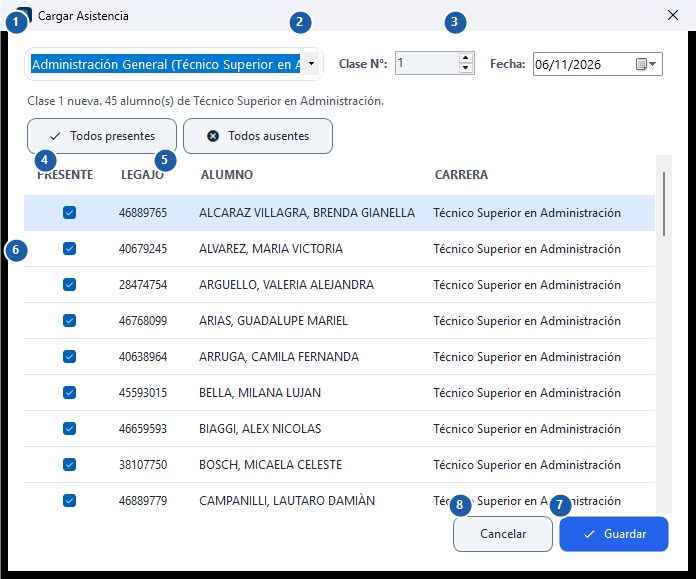 1 Cargar Asistencia 2 3
Administración General (Técnico Superior en A Clase N°: 1 Fecha: 06/11/2026
Clase 1 nueva. 45 alumno(s) de Técnico Superior en Administración.
Todos presentes Todos ausentes
4 5
PRESENTE LEGAJO ALUMNO CARRERA
46889765 ALCARAZ VILLAGRA, BRENDA GIANELLA Técnico Superior en Administración
6 40679245 ALVAREZ, MARIA VICTORIA Técnico Superior en Administración
28474754 ARGUELLO, VALERIA ALEJANDRA Técnico Superior en Administración
46768099 ARIAS, GUADALUPE MARIEL Técnico Superior en Administración
40638964 ARRUGA, CAMILA FERNANDA Técnico Superior en Administración
45593015 BELLA, MILANA LUJAN Técnico Superior en Administración
46659593 BIAGGI, ALEX NICOLAS Técnico Superior en Administración
38107750 BOSCH, MICAELA CELESTE Técnico Superior en Administración
46889779 CAMPANILLI, LAUTARO DAMIÀN Técnico Superior en Administración
8 7
Cancelar Guardar